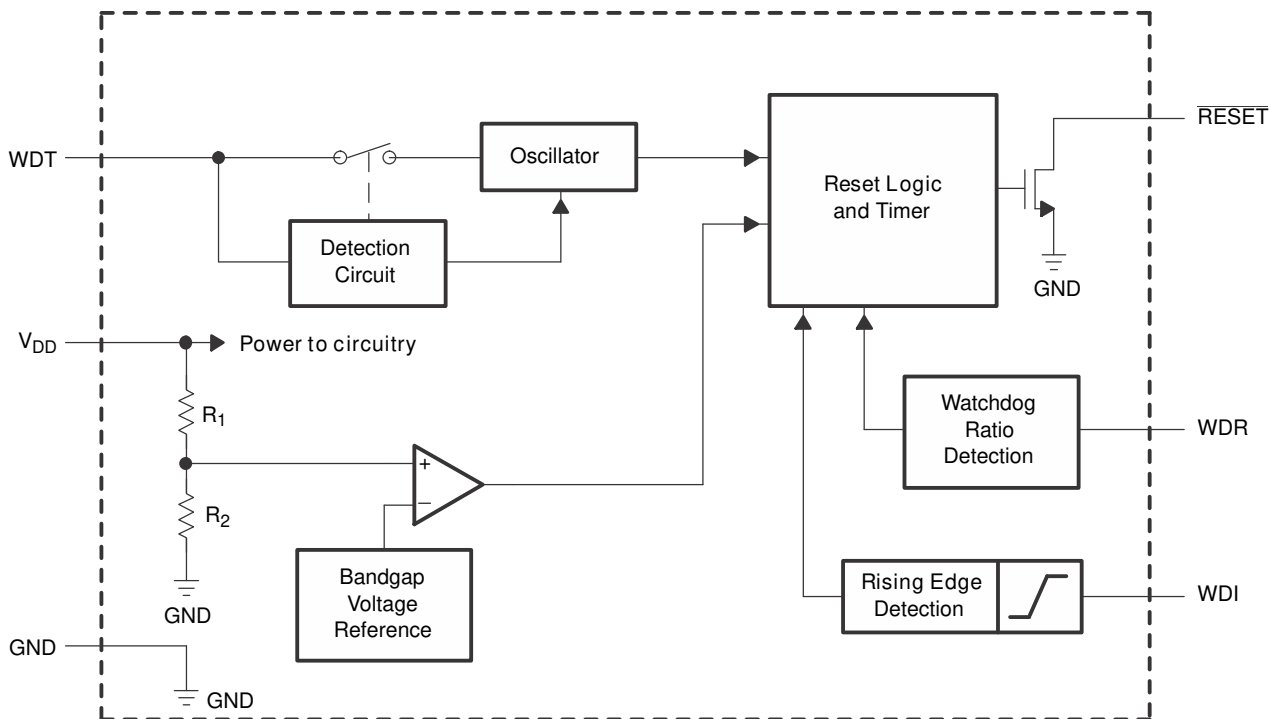 WDT
Oscillator
Reset Logic
and Timer
RESET
Detection
Circuit
GND
VDD
Power to circuitry
R1
Watchdog
Ratio
Detection
WDR
+
−
R2
GND
Bandgap
Voltage
Reference
Rising Edge
Detection
WDI
GND
GND